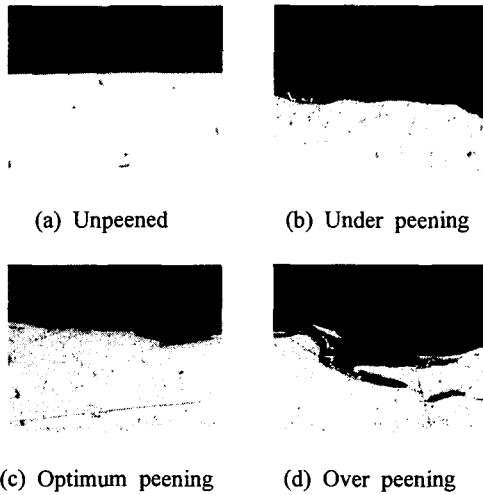 (a) Unpeened
(b) Under peening
(c) Optimum peening
(d) Over peening